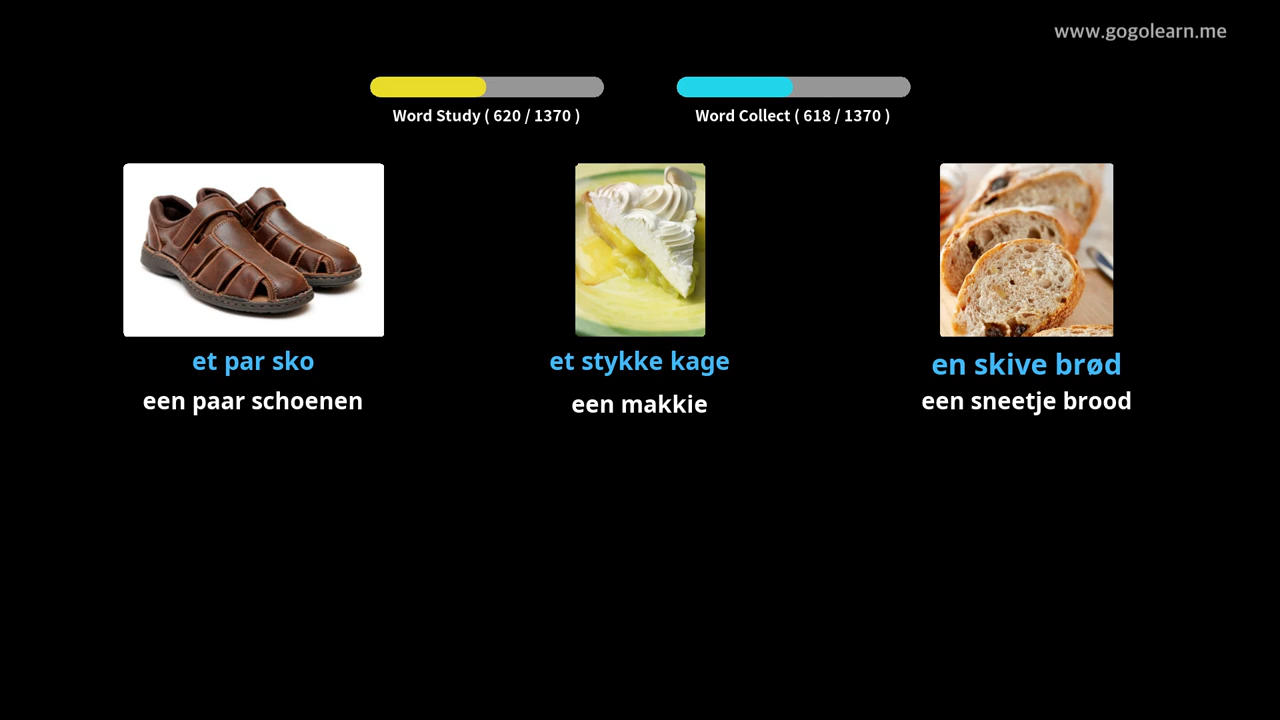 www.gogolearn.me
Word Study ( 620 / 1370 )
Word Collect ( 618 / 1370 )
et par sko
een paar schoenen
et stykke kage
een makkie
en skive brød
een sneetje brood